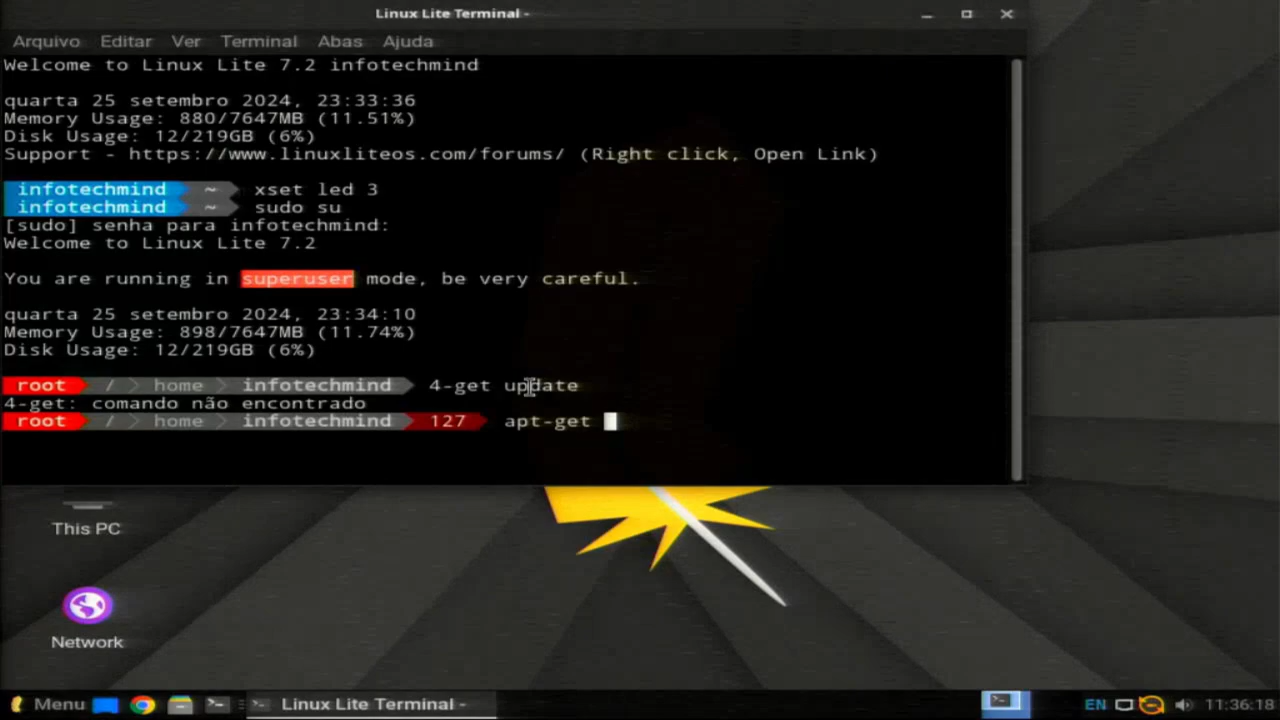 Linux Lite Terminal -
Arquivo Editar Ver Terminal Abas Ajuda
Welcome to Linux Lite 7.2 infotechmind
quarta 25 setembro 2024, 23:33:36
Memory Usage: 880/7647MB (11.51%)
Disk Usage: 12/219GB (6%)
Support - https://www.linuxliteos.com/forums/ (Right click, Open Link)
infotechmind ~ xset led 3
infotechmind ~ sudo su
[sudo] senha para infotechmind:
Welcome to Linux Lite 7.2
You are running in superuser mode, be very careful.
quarta 25 setembro 2024, 23:34:10
Memory Usage: 898/7647MB (11.74%)
Disk Usage: 12/219GB (6%)
root / home infotechmind 4-get update
4-get: comando não encontrado
root / home infotechmind 127 apt-get
This PC
Network
Menu Linux Lite Terminal - EN 11:36:18